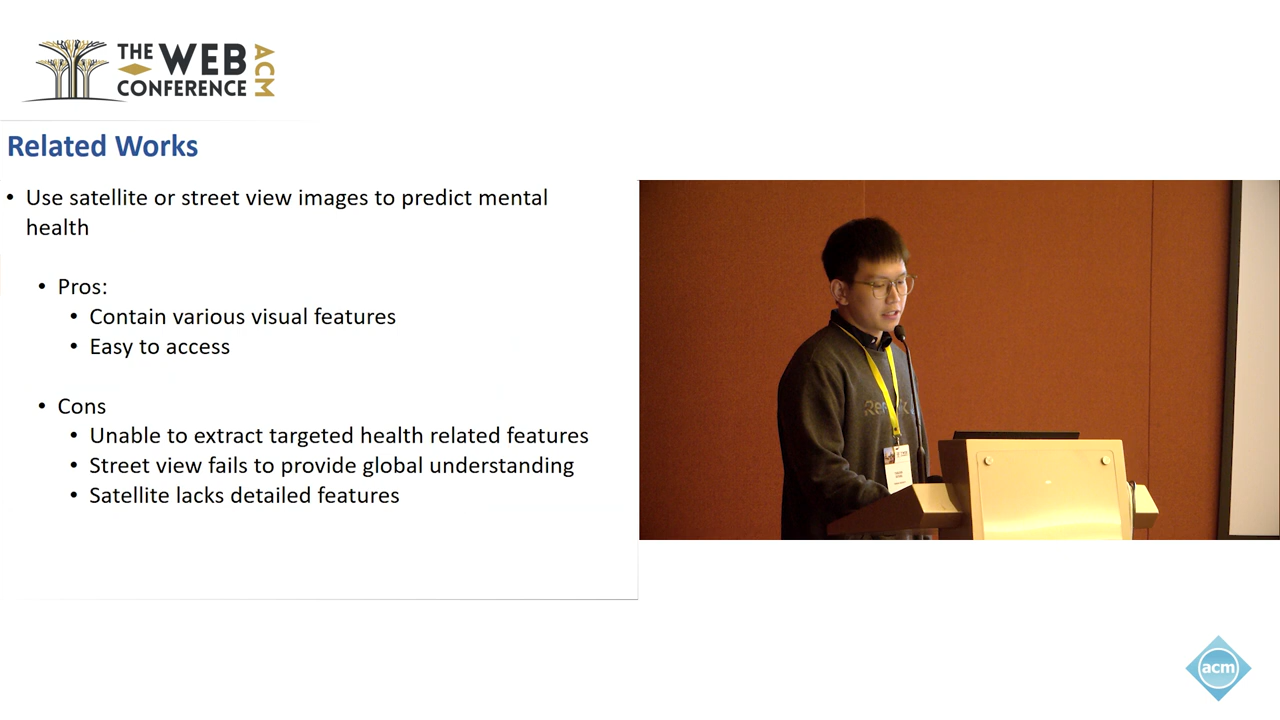 THE WEB
CONFERENCE
ACM
Related Works
• Use satellite or street view images to predict mental
health
• Pros:
• Contain various visual features
• Easy to access
• Cons
• Unable to extract targeted health related features
• Street view fails to provide global understanding
• Satellite lacks detailed features
acm